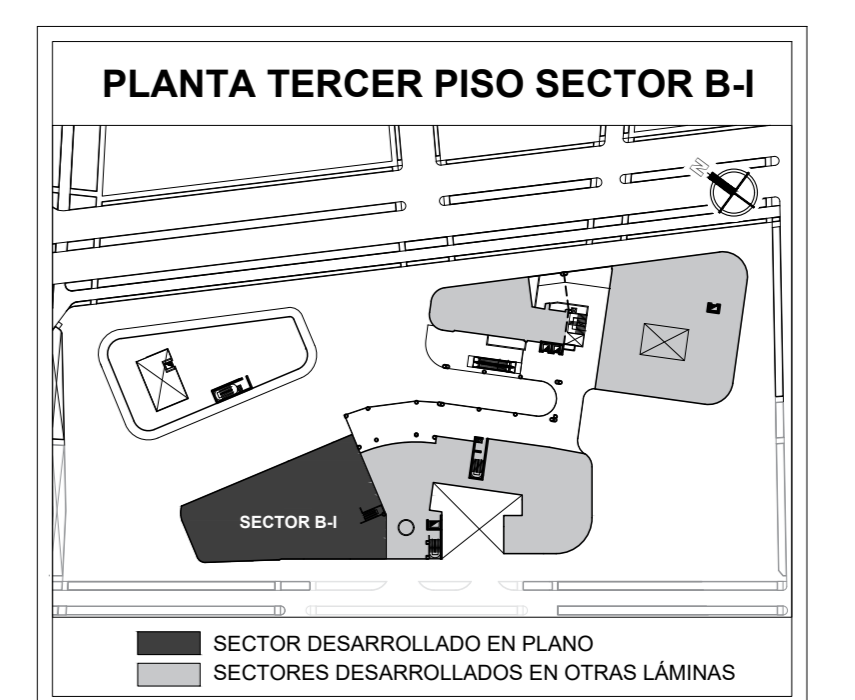 PLANTA TERCER PISO SECTOR B-I
N
SECTOR B-I
SECTOR DESARROLLADO EN PLANO
SECTORES DESARROLLADOS EN OTRAS LÁMINAS